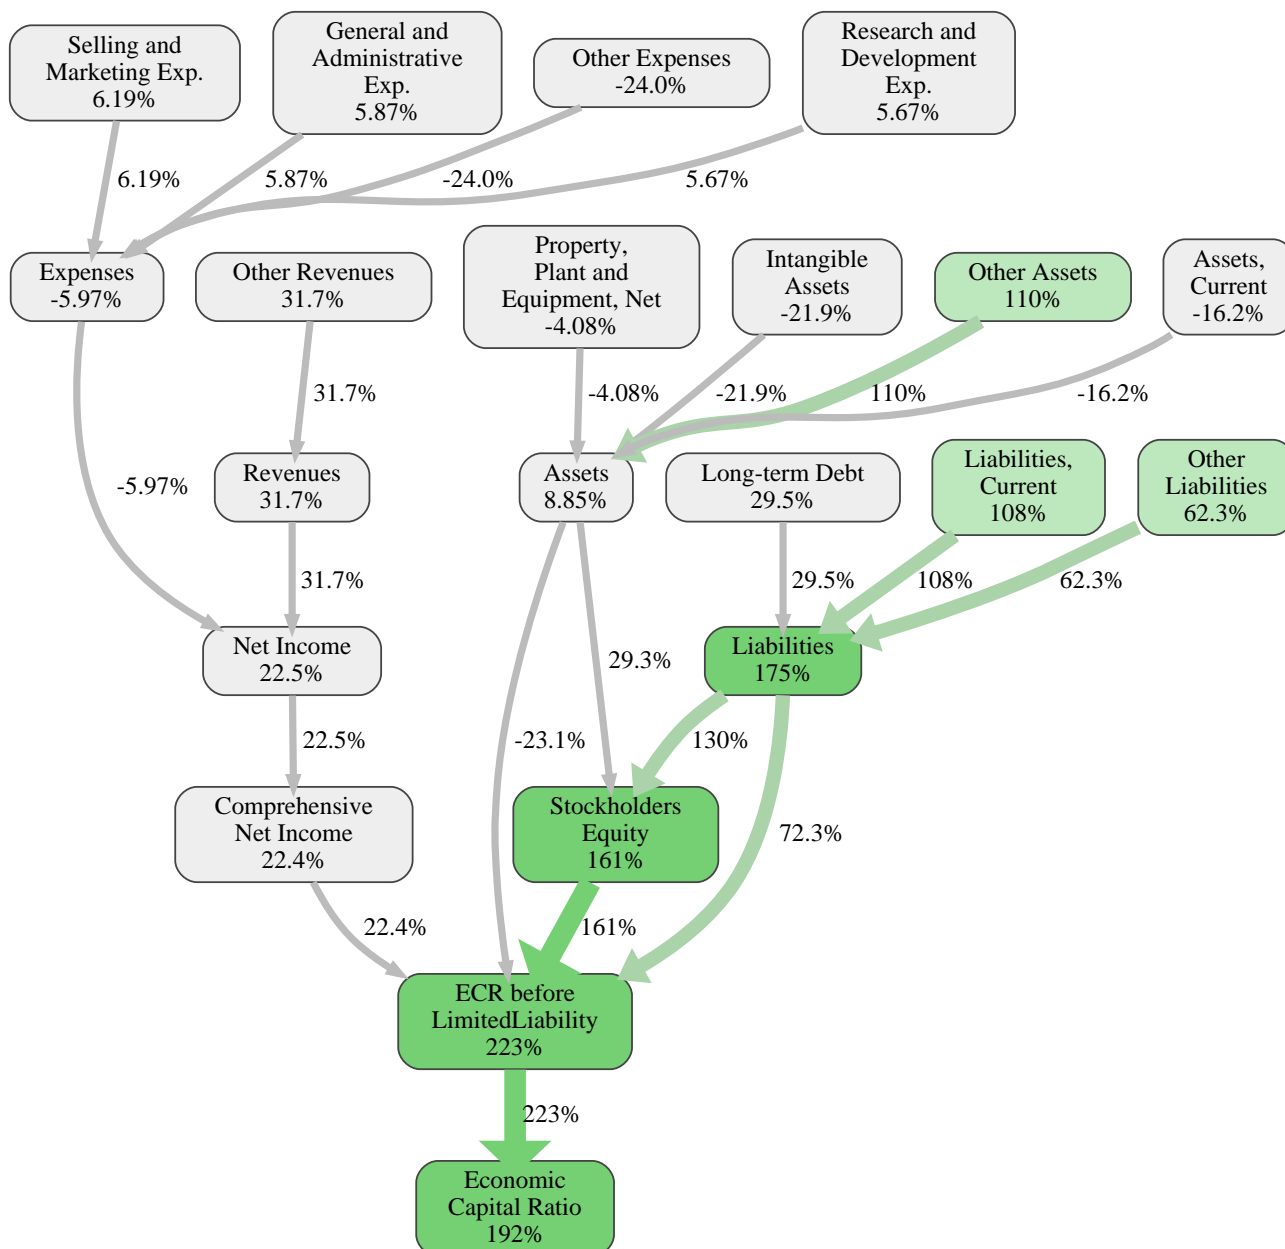 Selling and
Marketing Exp.
6.19%
General and
Administrative
Exp.
5.87%
Other Expenses
-24.0%
Research and
Development
Exp.
5.67%
6.19%
5.87%
-24.0%
5.67%
Expenses
-5.97%
Other Revenues
31.7%
Property,
Plant and
Equipment, Net
-4.08%
Intangible
Assets
-21.9%
Other Assets
110%
Assets,
Current
-16.2%
31.7%
-4.08%
-21.9%
110%
-16.2%
-5.97%
Revenues
31.7%
Assets
8.85%
Long-term Debt
29.5%
Liabilities,
Current
108%
Other
Liabilities
62.3%
31.7%
29.5%
108%
62.3%
Net Income
22.5%
29.3%
Liabilities
175%
22.5%
-23.1%
130%
Comprehensive
Net Income
22.4%
Stockholders
Equity
161%
72.3%
22.4%
161%
ECR before
LimitedLiability
223%
223%
Economic
Capital Ratio
192%